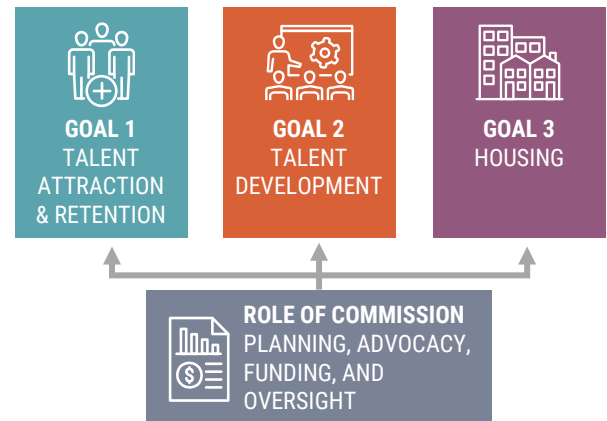 GOAL 1
TALENT
ATTRACTION
& RETENTION
GOAL 2
TALENT
DEVELOPMENT
GOAL 3
HOUSING
ROLE OF COMMISSION
PLANNING, ADVOCACY,
FUNDING, AND
OVERSIGHT
$